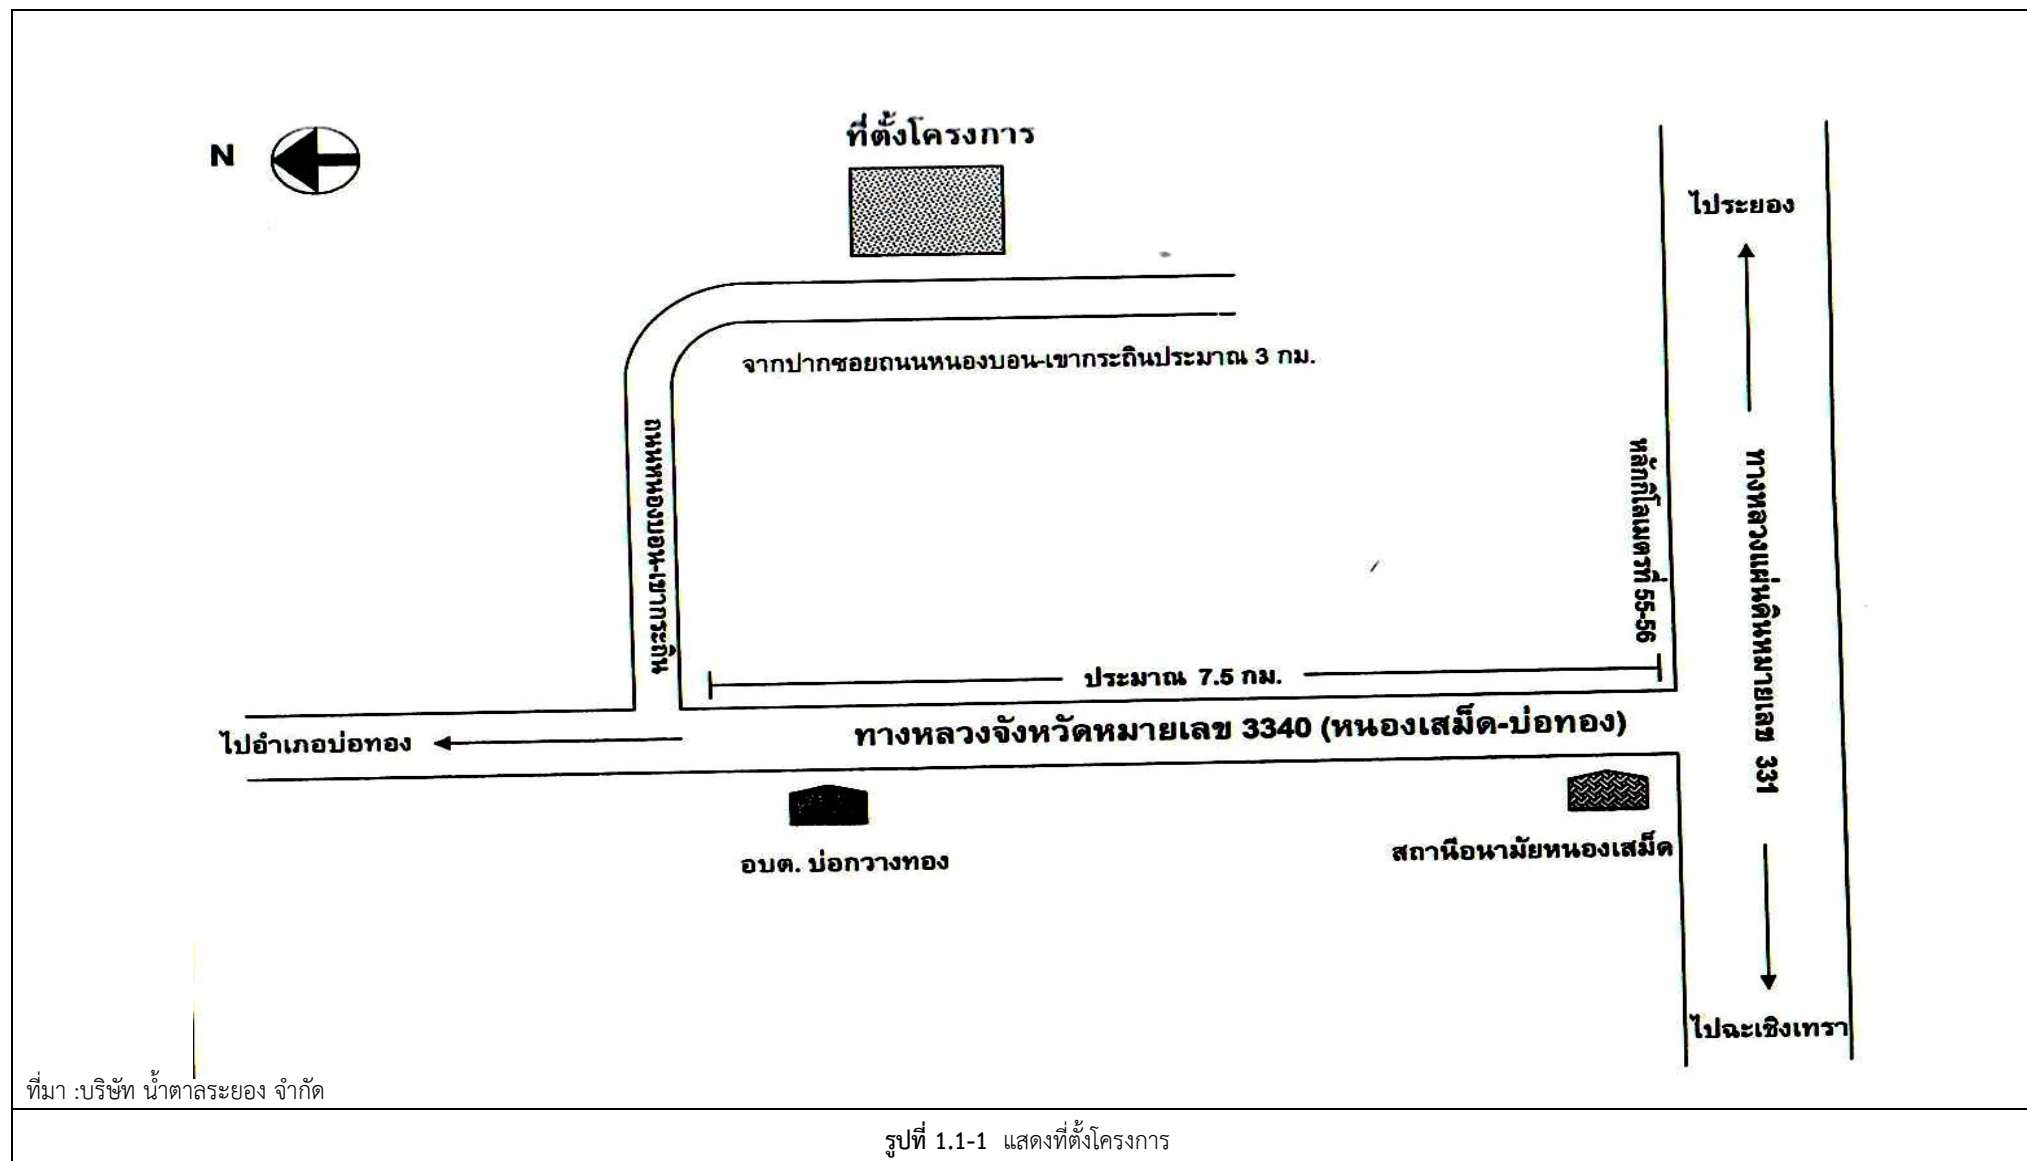 ที่ตั้งโครงการ
N
ไประยอง
จากปากซอยถนนหนองบอน-เขากระถินประมาณ 3 กม.
ถนนหนองบอน-เขากระถิน
หลักกิโลเมตรที่ 55-56
ทางหลวงแผ่นดินหมายเลข 331
ประมาณ 7.5 กม.
ทางหลวงจังหวัดหมายเลข 3340 (หนองเสม็ด-บ่อทอง)
ไปอำเภอบ่อทอง
อบต. บ่อกวางทอง
สถานีอนามัยหนองเสม็ด
ไปฉะเชิงเทรา
ที่มา :บริษัท น้ำตาลระยอง จำกัด
รูปที่ 1.1-1 แสดงที่ตั้งโครงการ